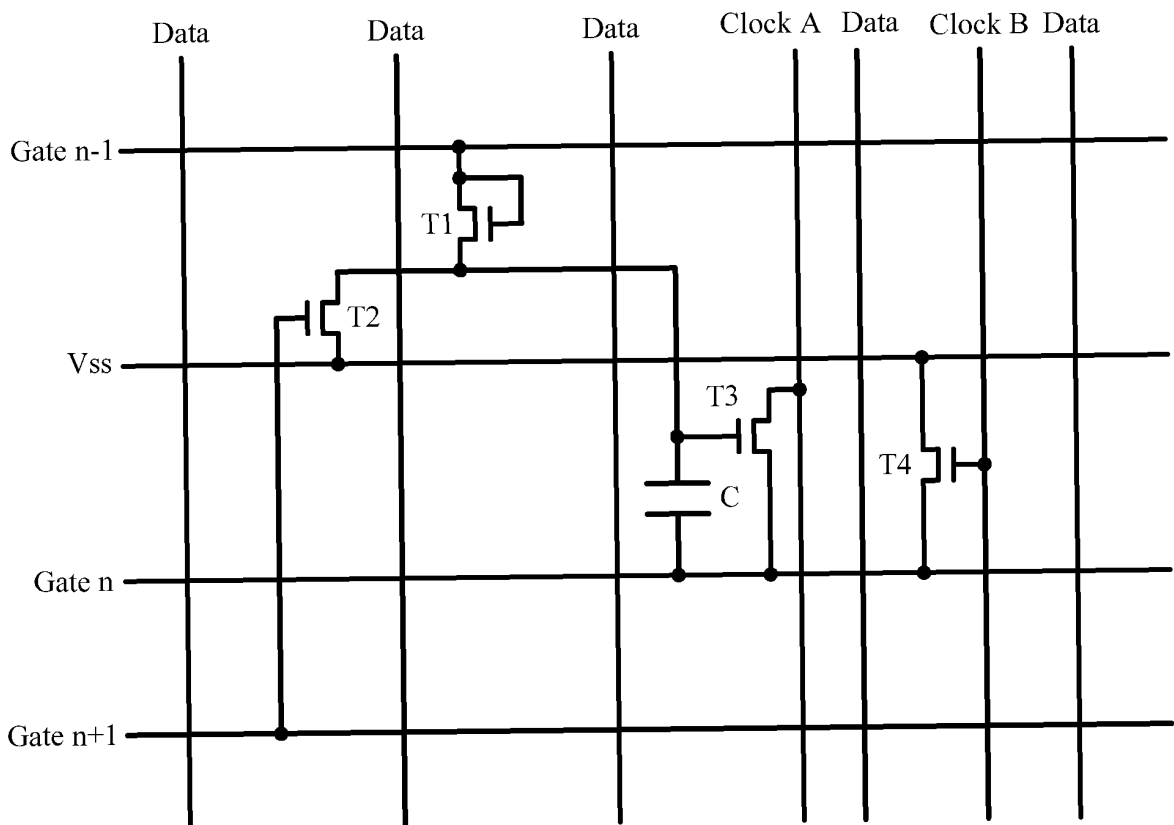 Data
Data
Data
Clock A
Data
Clock B
Data
Gate n-1
T1
T2
Vss
T3
T4
C
Gate n
Gate n+1